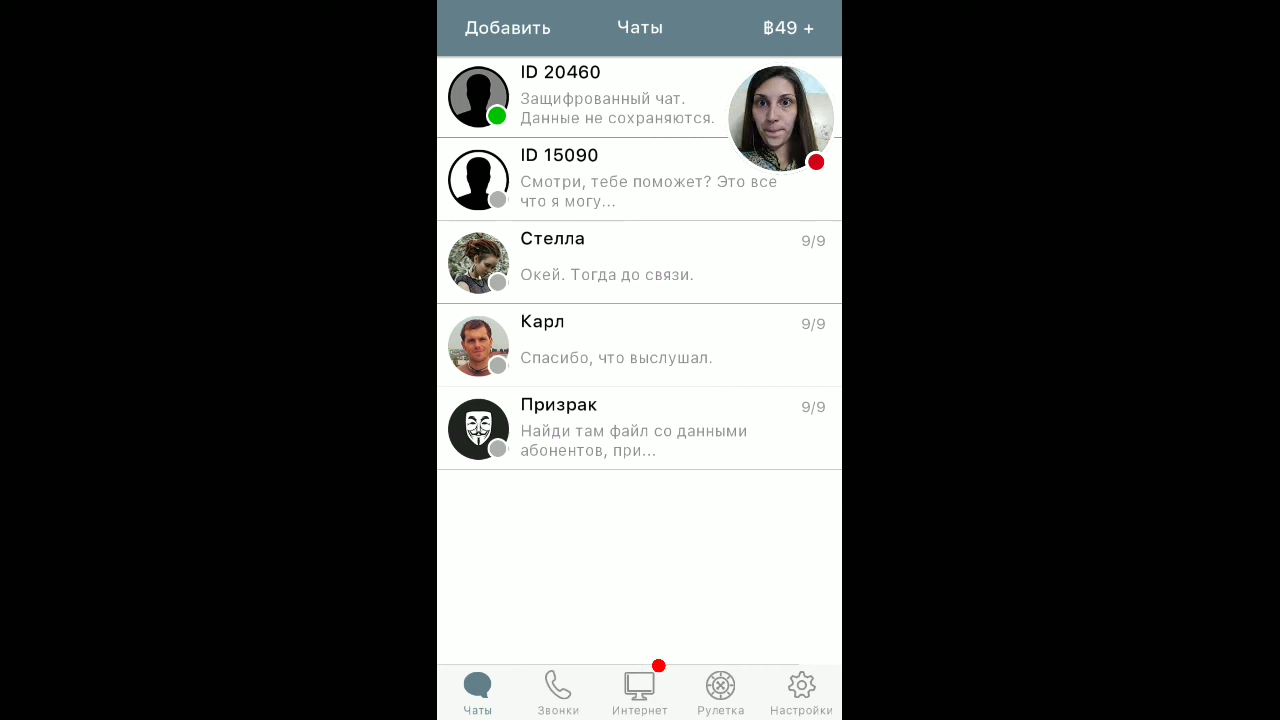 Добавить
Чаты
฿49 +
ID 20460
Защифрованный чат.
Данные не сохраняются.
ID 15090
Смотри, тебе поможет? Это все
что я могу...
Стелла
9/9
Окей. Тогда до связи.
Карл
9/9
Спасибо, что выслушал.
Призрак
9/9
Найди там файл со данными
абонентов, при...
Чаты
Звонки
Интернет
Рулетка
Настройки